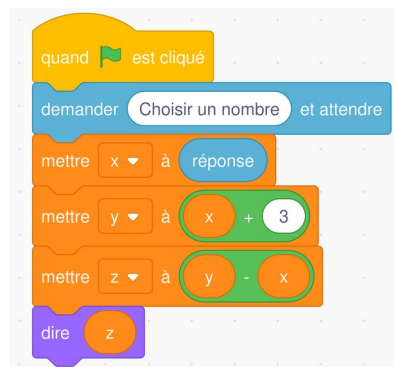 quand est cliqué
demander Choisir un nombre et attendre
mettre x à réponse
mettre y à x + 3
mettre z à y - x
dire z